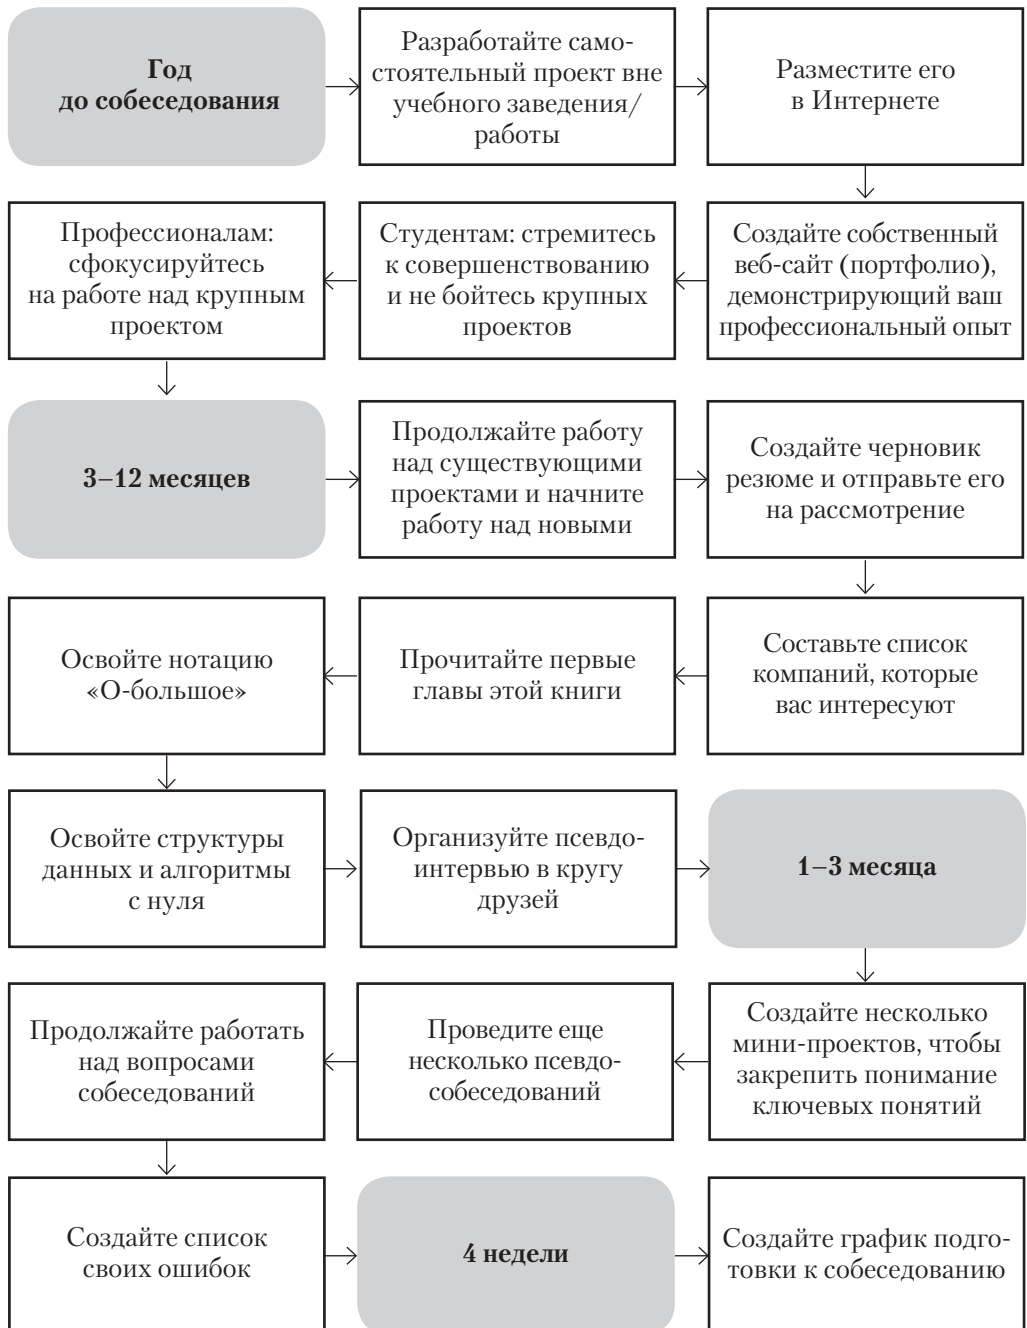 Год
до собеседования
Разработайте само-
стоятельный проект вне
учебного заведения/
работы
Разместите его
в Интернете
Создайте собственный
веб-сайт (портфолио),
демонстрирующий ваш
профессиональный опыт
Студентам: стремитесь
к совершенствованию
и не бойтесь крупных
проектов
Профессионалам:
сфокусируйтесь
на работе над крупным
проектом
3–12 месяцев
Продолжайте работу
над существующими
проектами и начните
работу над новыми
Создайте черновик
резюме и отправьте его
на рассмотрение
Составьте список
компаний, которые
вас интересуют
Прочитайте первые
главы этой книги
Освойте нотацию
«О-большое»
Освойте структуры
данных и алгоритмы
с нуля
Организуйте псевдо-
интервью в кругу
друзей
1–3 месяца
Создайте несколько
мини-проектов, чтобы
закрепить понимание
ключевых понятий
Проведите еще
несколько псевдо-
собеседований
Продолжайте работать
над вопросами
собеседований
Создайте список
своих ошибок
4 недели
Создайте график подго-
товки к собеседованию